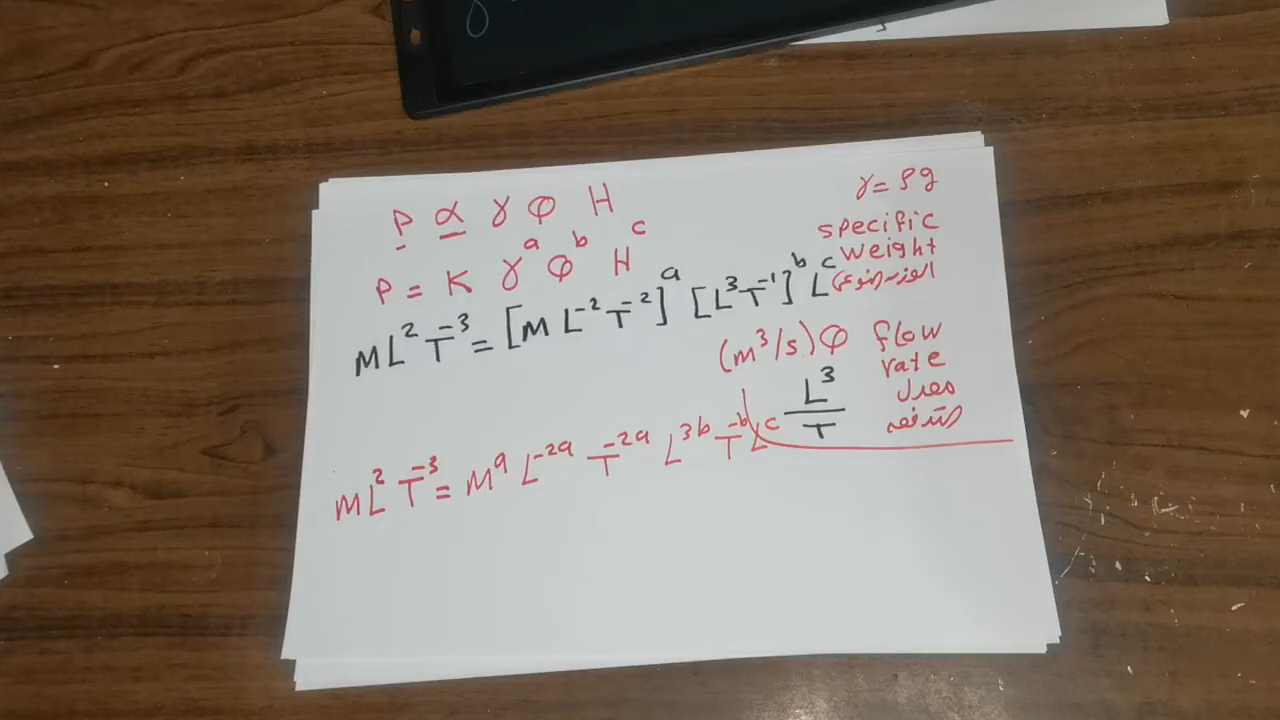 P α γ Q H
P = K γ^a Q^b H^c
ML^2 T^-3 = [M L^-2 T^-2]^a [L^3 T^-1]^b L^c
ML^2 T^-3 = M^a L^-2a T^-2a L^3b T^-b L^c
γ = ρg
specific
weight
الوزن النوعي
(m^3/s) Q flow
rate
معدل
التدفق
L^3
T